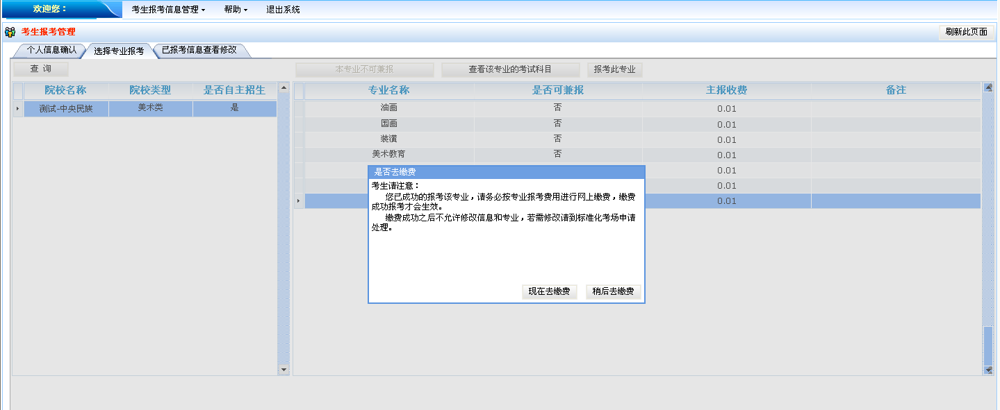 欢迎您：
考生报考信息管理 帮助 退出系统
考生报考管理 刷新此页面
个人信息确认 选择专业报考 已报考信息查看修改
查 询 本专业不可兼报 查看该专业的考试科目 报考此专业
院校名称 院校类型 是否自主招生 专业名称 是否可兼报 主报收费 备注
测试-中央民族 美术类 是 油画 否 0.01
国画 否 0.01
装潢 否 0.01
美术教育 否 0.01
0.01
0.01
0.01
是否去缴费
考生请注意：
您已成功的报考该专业，请务必按专业报考费用进行网上缴费，缴费
成功报考才会生效。
缴费成功之后不允许修改信息和专业，若需修改请到标准化考场申请
处理。
现在去缴费 稍后去缴费